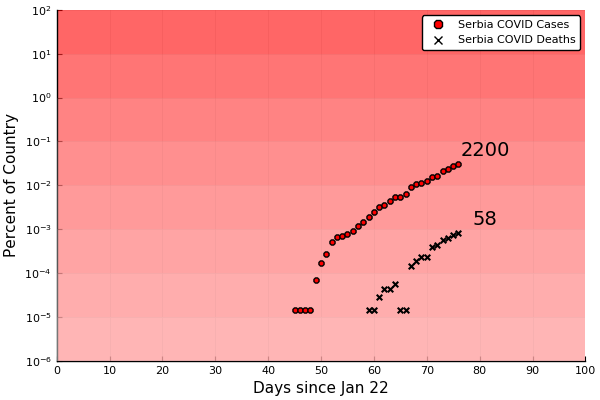 Serbia COVID Cases
Serbia COVID Deaths
Percent of Country
10²
10¹
10⁰
10⁻¹
10⁻²
10⁻³
10⁻⁴
10⁻⁵
10⁻⁶
2200
58
0 10 20 30 40 50 60 70 80 90 100
Days since Jan 22